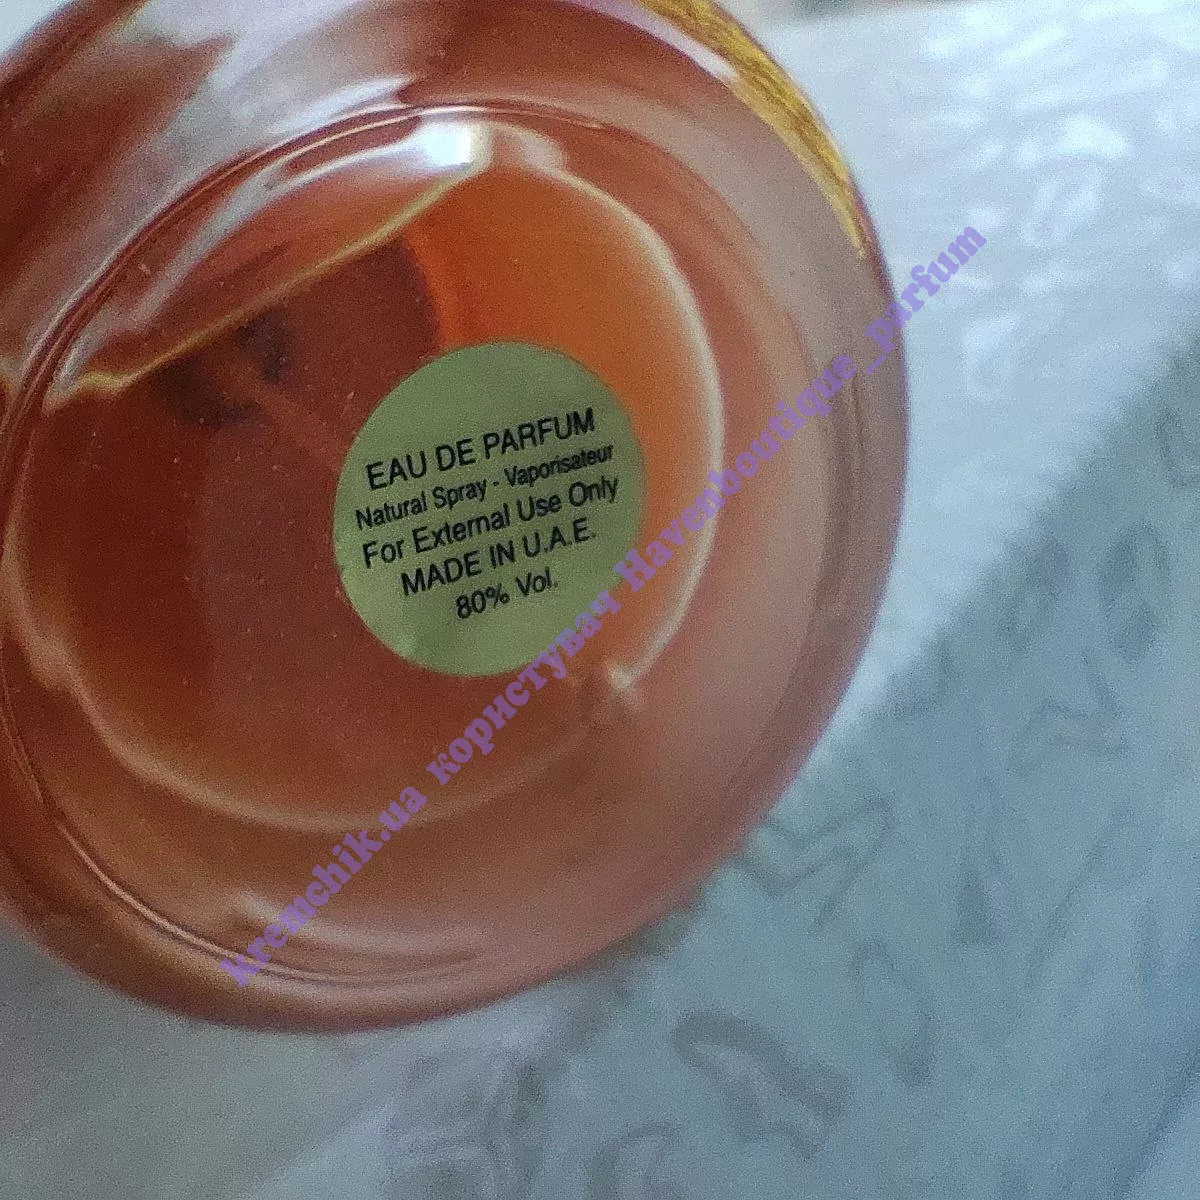 EAU DE PARFUM
Natural Spray - Vaporisateur
For External Use Only
MADE IN U.A.E.
80% Vol.
kremchik.ua користувач Havenboutique_parfum